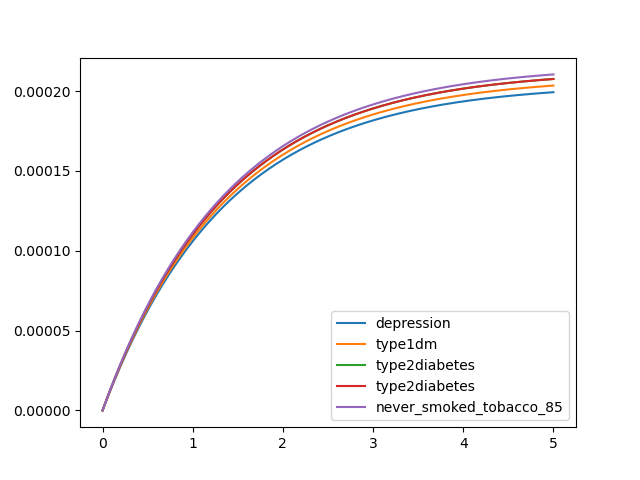 0.00020
0.00015
0.00010
0.00005
0.00000
0 1 2 3 4 5
depression
type1dm
type2diabetes
type2diabetes
never_smoked_tobacco_85